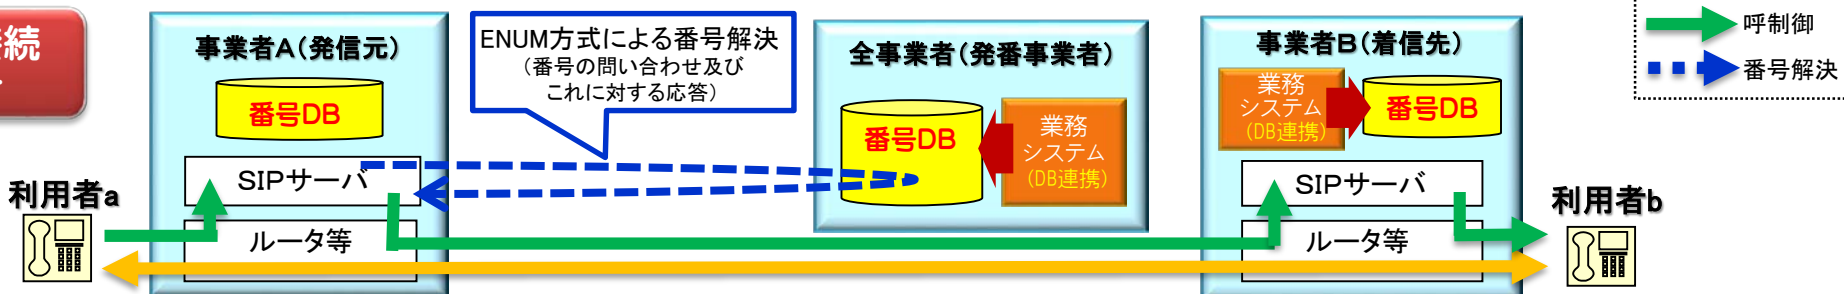 続
事業者A(発信元)
番号DB
SIPサーバ
ルータ等
利用者a
ENUM方式による番号解決
(番号の問い合わせ及び
これに対する応答)
全事業者(発番事業者)
番号DB
業務
システム
(DB連携)
事業者B(着信先)
業務
システム
(DB連携)
番号DB
SIPサーバ
ルータ等
利用者b
呼制御
番号解決